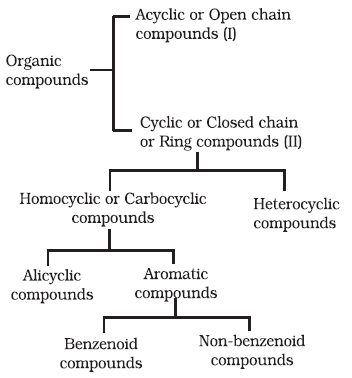 Acyclic or Open chain
compounds (I)
Organic
compounds
Cyclic or Closed chain
or Ring compounds (II)
Homocyclic or Carbocyclic
compounds
Heterocyclic
compounds
Alicyclic
compounds
Aromatic
compounds
Benzenoid
compounds
Non-benzenoid
compounds